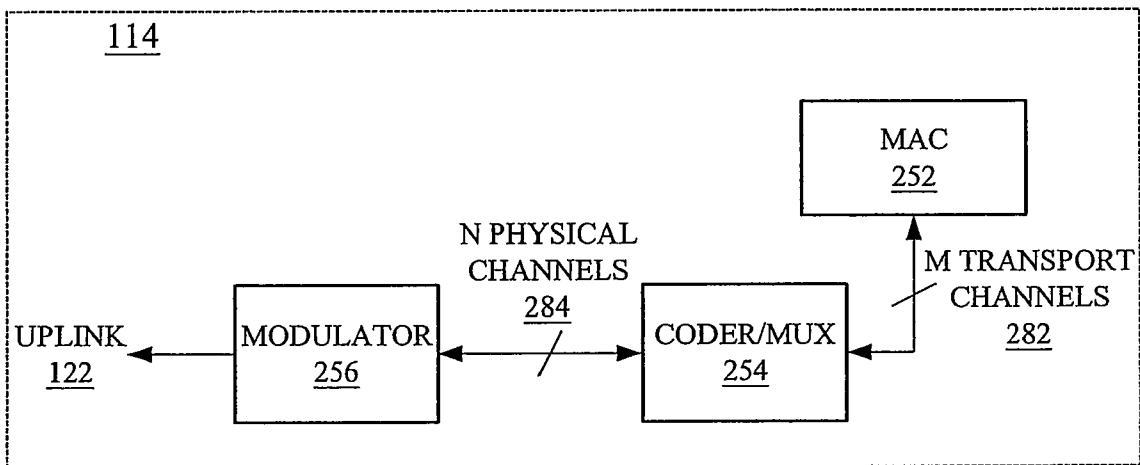 114
MAC
252
N PHYSICAL
CHANNELS
284
M TRANSPORT
CHANNELS
282
UPLINK
122
MODULATOR
256
CODER/MUX
254